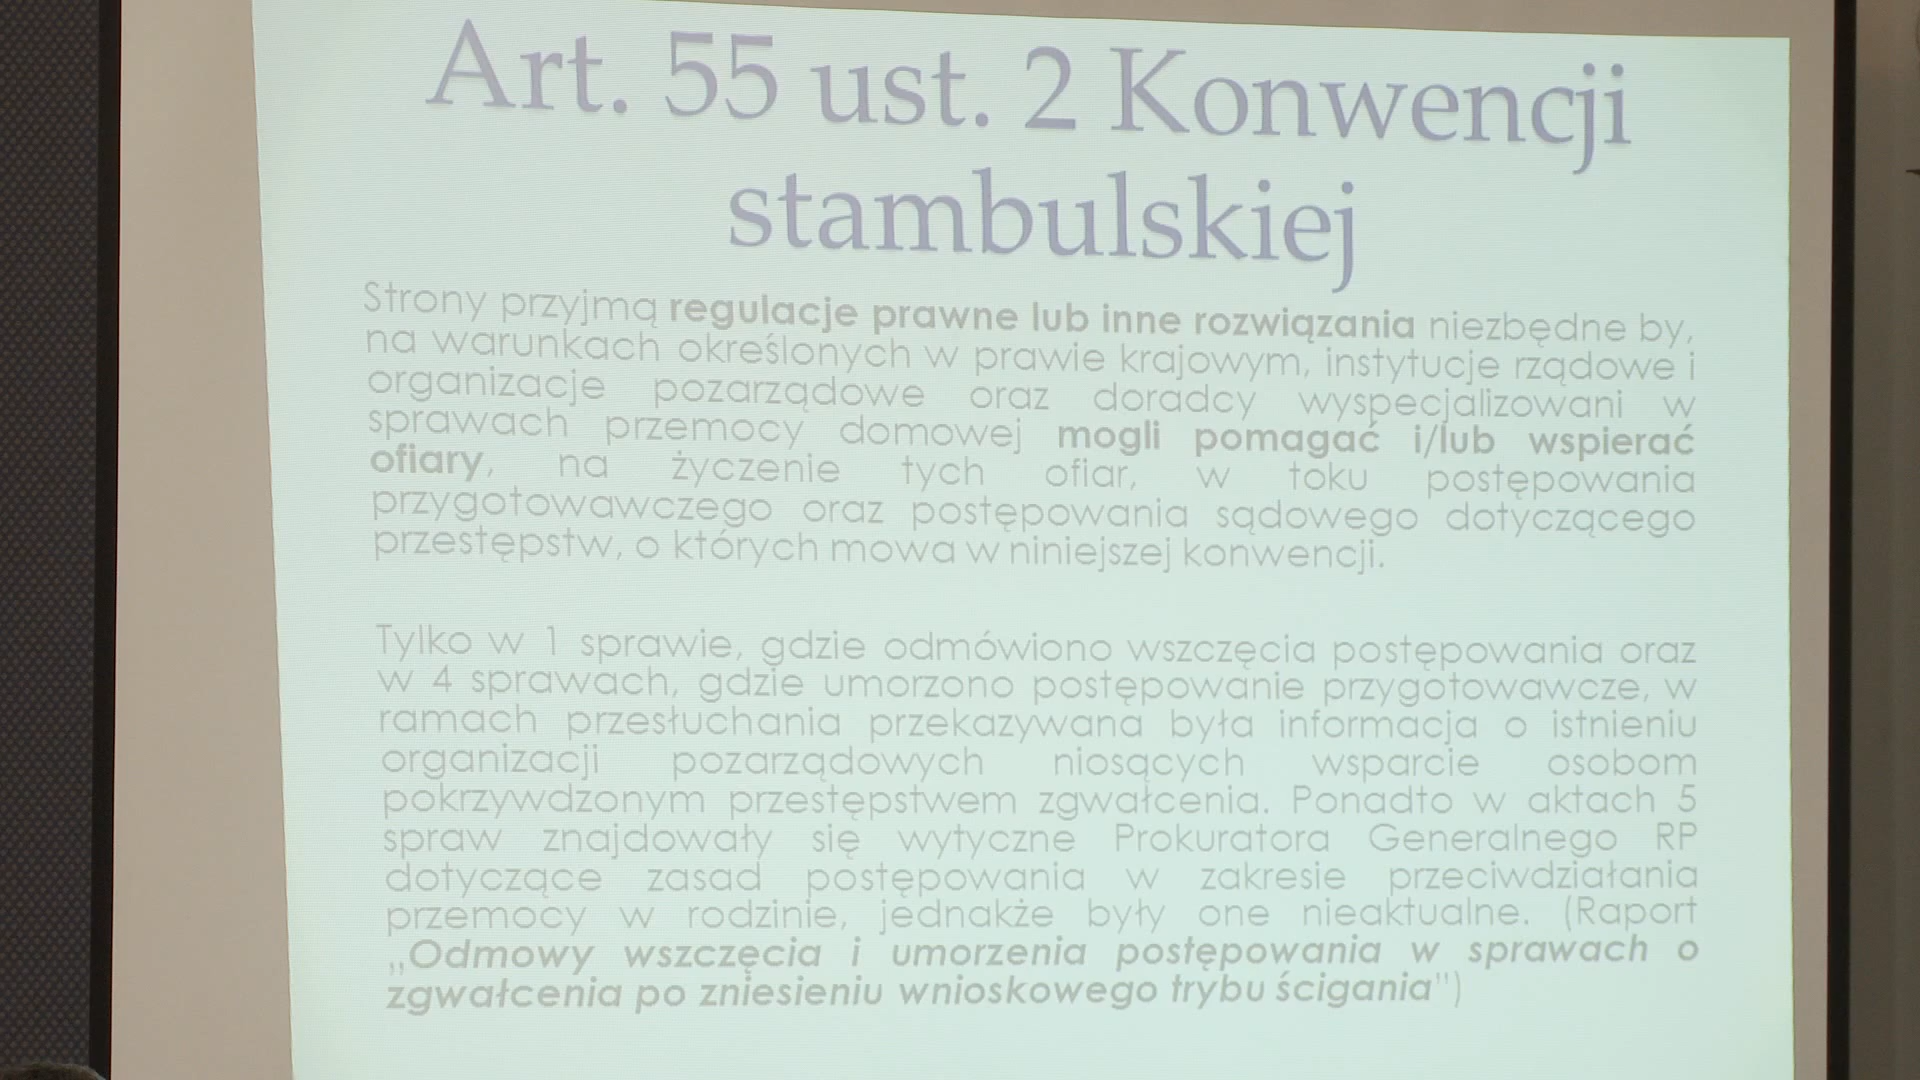 Art. 55 ust. 2 Konwencji
stambulskiej
Strony przyjmą regulacje prawne lub inne rozwiązania niezbędne by,
na warunkach określonych w prawie krajowym, instytucje rządowe i
organizacje pozarządowe oraz doradcy wyspecjalizowani w
sprawach przemocy domowej mogli pomagać i/lub wspierać
ofiary, na życzenie tych ofiar, w toku postępowania
przygotowawczego oraz postępowania sądowego dotyczącego
przestępstw, o których mowa w niniejszej konwencji.
Tylko w 1 sprawie, gdzie odmówiono wszczęcia postępowania oraz
w 4 sprawach, gdzie umorzono postępowanie przygotowawcze, w
ramach przesłuchania przekazywana była informacja o istnieniu
organizacji pozarządowych niosących wsparcie osobom
pokrzywdzonym przestępstwem zgwałcenia. Ponadto w aktach 5
spraw znajdowały się wytyczne Prokuratora Generalnego RP
dotyczące zasad postępowania w zakresie przeciwdziałania
przemocy w rodzinie, jednakże były one nieaktualne. (Raport
„Odmowy wszczęcia i umorzenia postępowania w sprawach o
zgwałcenia po zniesieniu wnioskowego trybu ścigania")